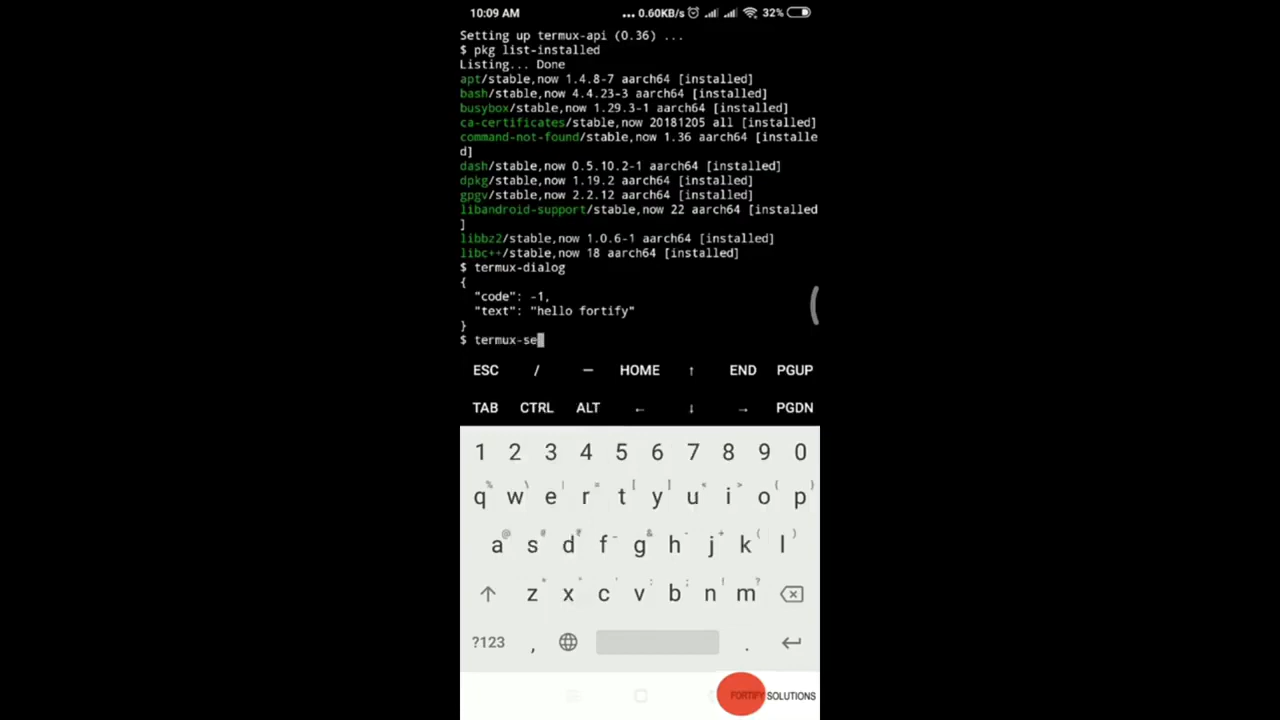 10:09 AM ... 0.60KB/s 32%
Setting up termux-api (0.36) ...
$ pkg list-installed
Listing... Done
apt/stable,now 1.4.8-7 aarch64 [installed]
bash/stable,now 4.4.23-3 aarch64 [installed]
busybox/stable,now 1.29.3-1 aarch64 [installed]
ca-certificates/stable,now 20181205 all [installed]
command-not-found/stable,now 1.36 aarch64 [installe
d]
dash/stable,now 0.5.10.2-1 aarch64 [installed]
dpkg/stable,now 1.19.2 aarch64 [installed]
gpgv/stable,now 2.2.12 aarch64 [installed]
libandroid-support/stable,now 22 aarch64 [installed
]
libbz2/stable,now 1.0.6-1 aarch64 [installed]
libc++/stable,now 18 aarch64 [installed]
$ termux-dialog
{
"code": -1,
"text": "hello fortify"
}
$ termux-se
ESC / — HOME ↑ END PGUP
TAB CTRL ALT ← ↓ → PGDN
1 2 3 4 5 6 7 8 9 0
q w e r t y u i o p
a s d f g h j k l
z x c v b n m
?123 , .
FORTIFY SOLUTIONS